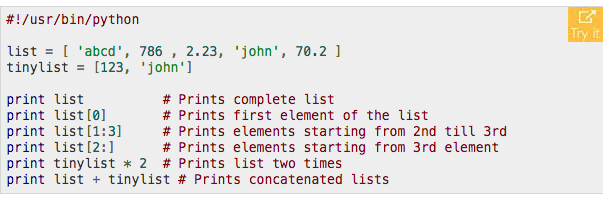 #!/usr/bin/python
Try it
list = [ 'abcd', 786 , 2.23, 'john', 70.2 ]
tinylist = [123, 'john']
print list          # Prints complete list
print list[0]       # Prints first element of the list
print list[1:3]     # Prints elements starting from 2nd till 3rd
print list[2:]      # Prints elements starting from 3rd element
print tinylist * 2  # Prints list two times
print list + tinylist # Prints concatenated lists